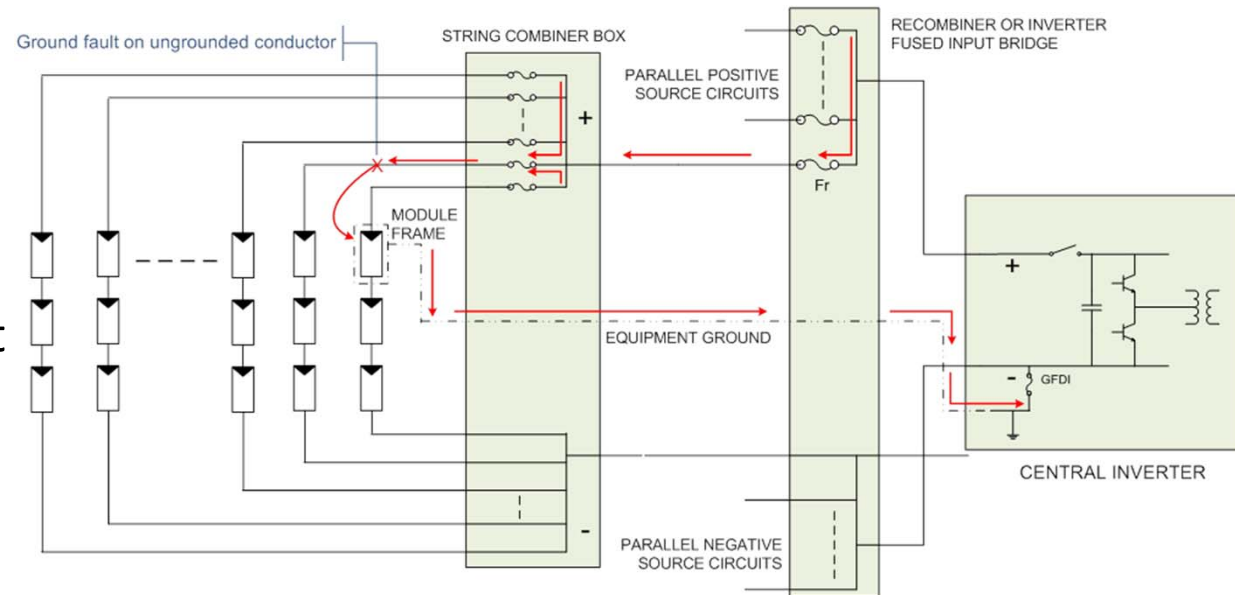 Ground fault on ungrounded conductor
STRING COMBINER BOX
RECOMBINER OR INVERTER
FUSED INPUT BRIDGE
PARALLEL POSITIVE
SOURCE CIRCUITS
+
Fr
MODULE
FRAME
+
t
EQUIPMENT GROUND
- GFDI
CENTRAL INVERTER
-
PARALLEL NEGATIVE
SOURCE CIRCUITS